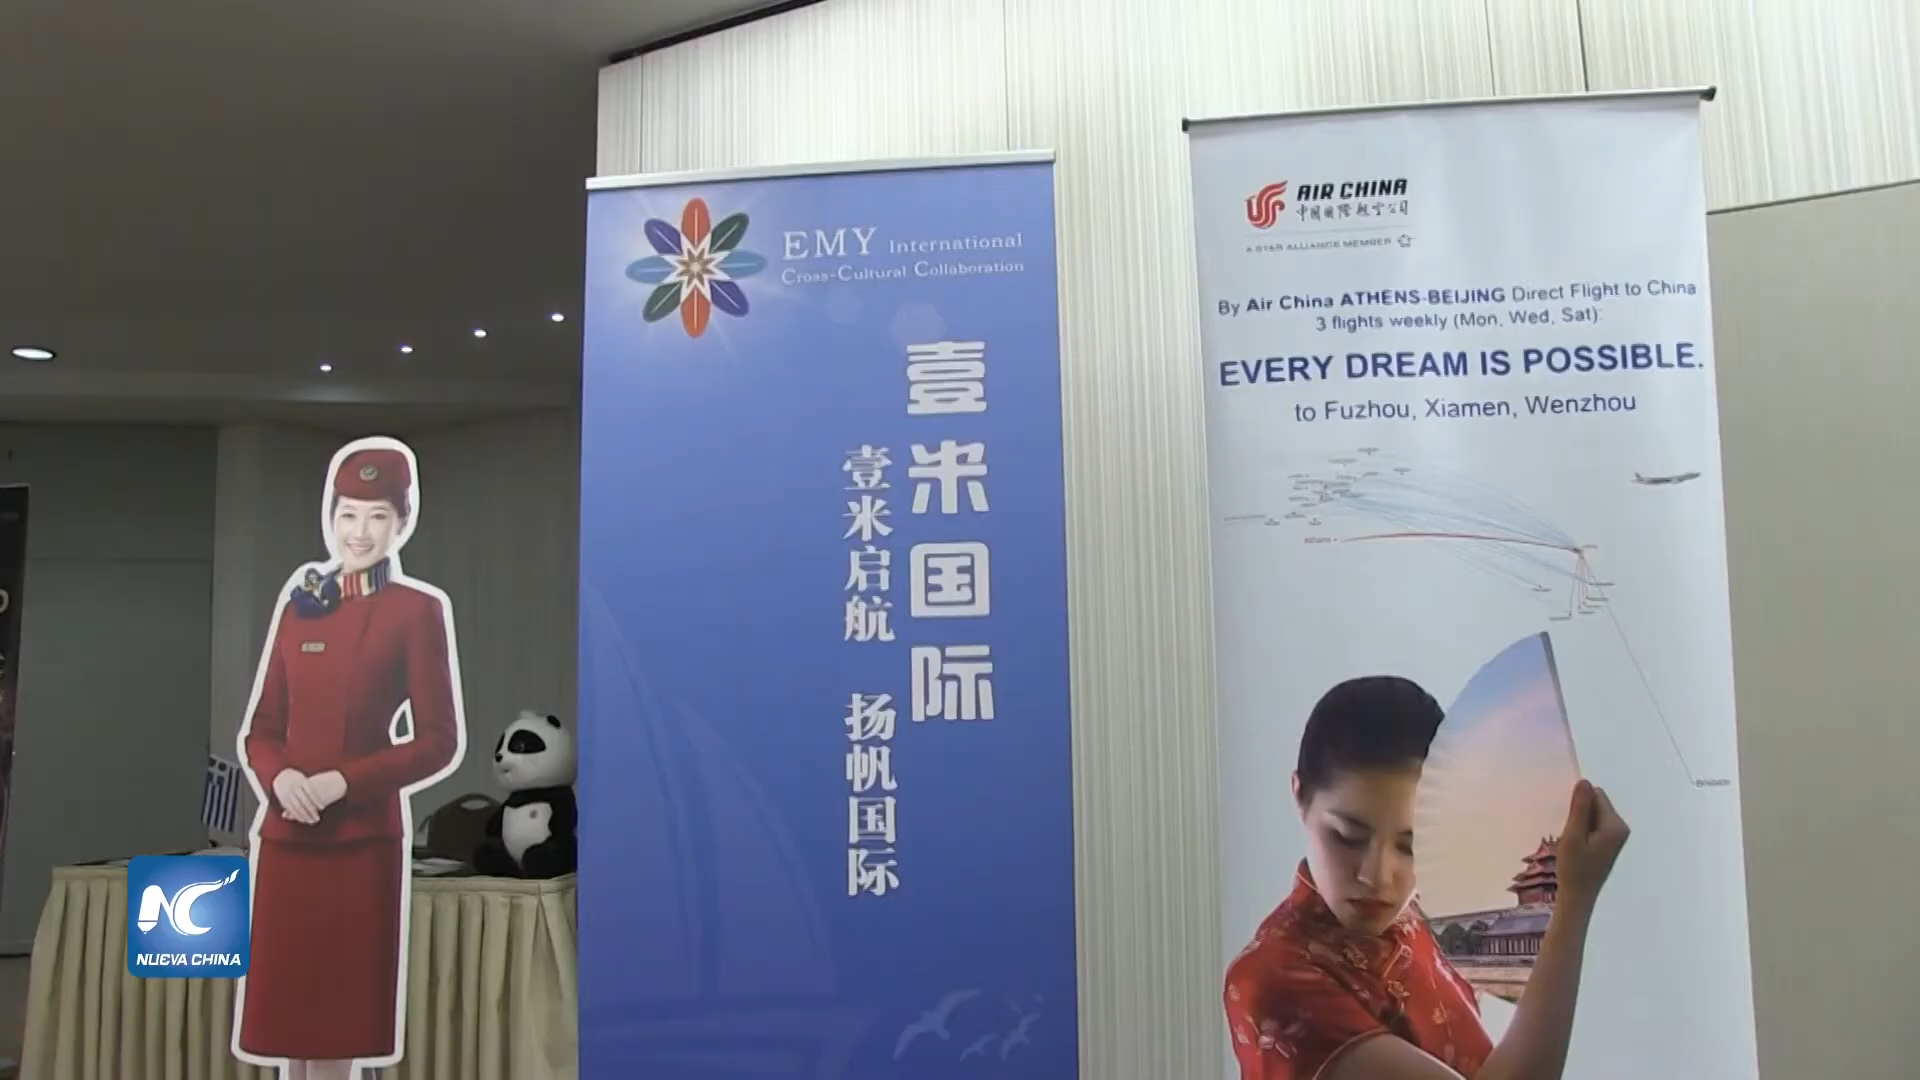 EMY International
Cross-Cultural Collaboration
壹米国际
壹米启航 扬帆国际
AIR CHINA
中国国际航空公司
A STAR ALLIANCE MEMBER
By Air China ATHENS-BEIJING Direct Flight to China
3 flights weekly (Mon, Wed, Sat):
EVERY DREAM IS POSSIBLE.
to Fuzhou, Xiamen, Wenzhou
NC
NUEVA CHINA